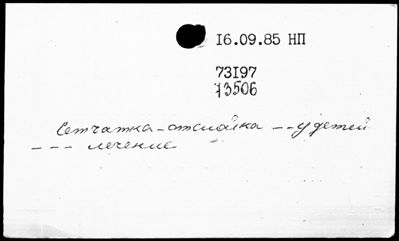 16.09.85 НП
73197
13506
Сетчатка - отслойка -- у детей
- - - лечение